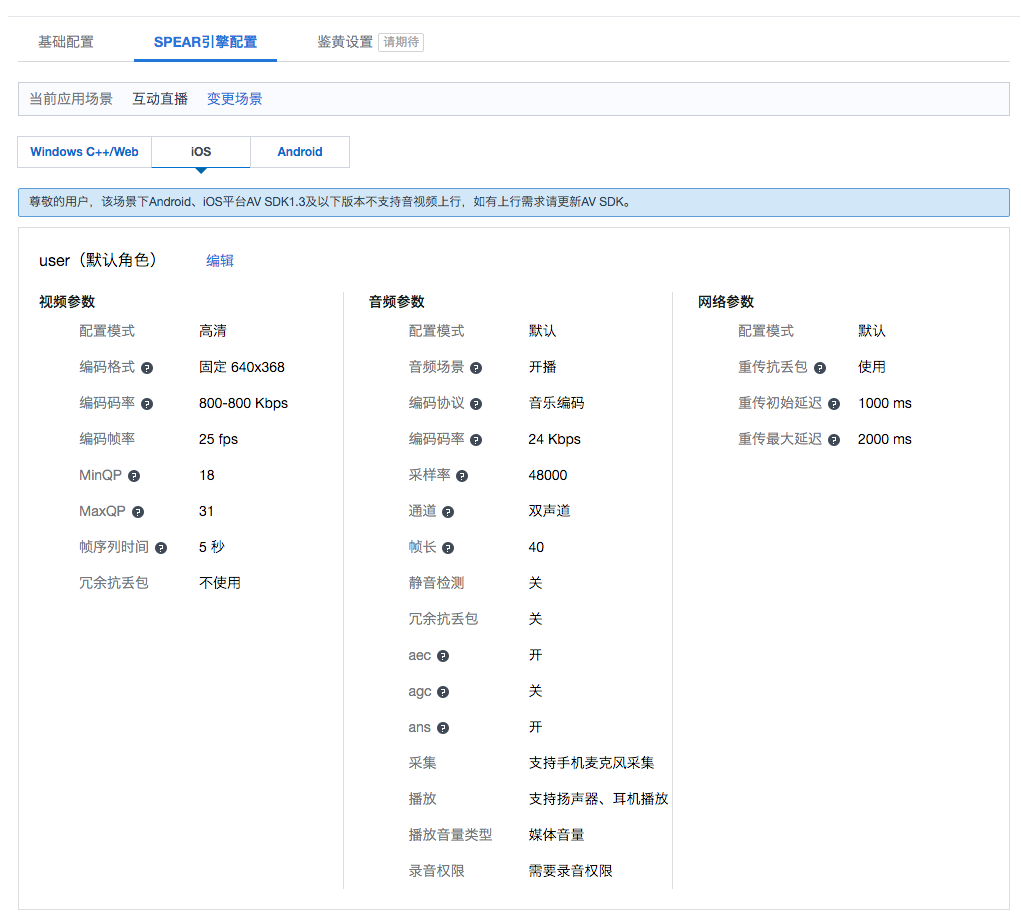 基础配置 SPEAR引擎配置 鉴黄设置 请期待
当前应用场景 互动直播 变更场景
Windows C++/Web iOS Android
尊敬的用户，该场景下Android、iOS平台AV SDK1.3及以下版本不支持音视频上行，如有上行需求请更新AV SDK。
user（默认角色） 编辑
视频参数
配置模式 高清
编码格式 ? 固定 640x368
编码码率 ? 800-800 Kbps
编码帧率 25 fps
MinQP ? 18
MaxQP ? 31
帧序列时间 ? 5 秒
冗余抗丢包 不使用
音频参数
配置模式 默认
音频场景 ? 开播
编码协议 ? 音乐编码
编码码率 ? 24 Kbps
采样率 ? 48000
通道 ? 双声道
帧长 ? 40
静音检测 关
冗余抗丢包 关
aec ? 开
agc ? 关
ans ? 开
采集 支持手机麦克风采集
播放 支持扬声器、耳机播放
播放音量类型 媒体音量
录音权限 需要录音权限
网络参数
配置模式 默认
重传抗丢包 ? 使用
重传初始延迟 ? 1000 ms
重传最大延迟 ? 2000 ms